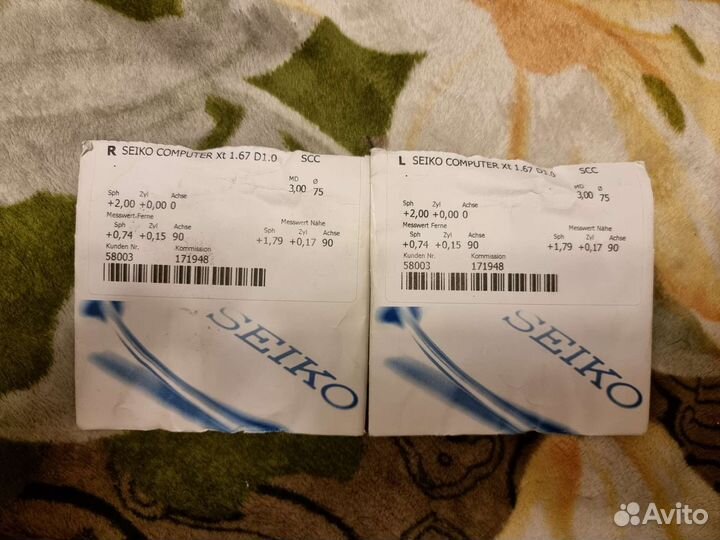 R SEIKO COMPUTER Xt 1.67 D1.0 SCC
MD Ø
3,00 75
Sph Zyl Achse
+2,00 +0,00 0
Messwert-Ferne Messwert Nähe
Sph Zyl Achse Sph Zyl Achse
+0,74 +0,15 90 +1,79 +0,17 90
Kunden Nr. Kommission
58003 171948
SEIKO
L SEIKO COMPUTER Xt 1.67 D1.0 SCC
MD Ø
3,00 75
Sph Zyl Achse
+2,00 +0,00 0
Messwert Ferne Messwert Nähe
Sph Zyl Achse Sph Zyl Achse
+0,74 +0,15 90 +1,79 +0,17 90
Kunden Nr. Kommission
58003 171948
SEIKO
Avito